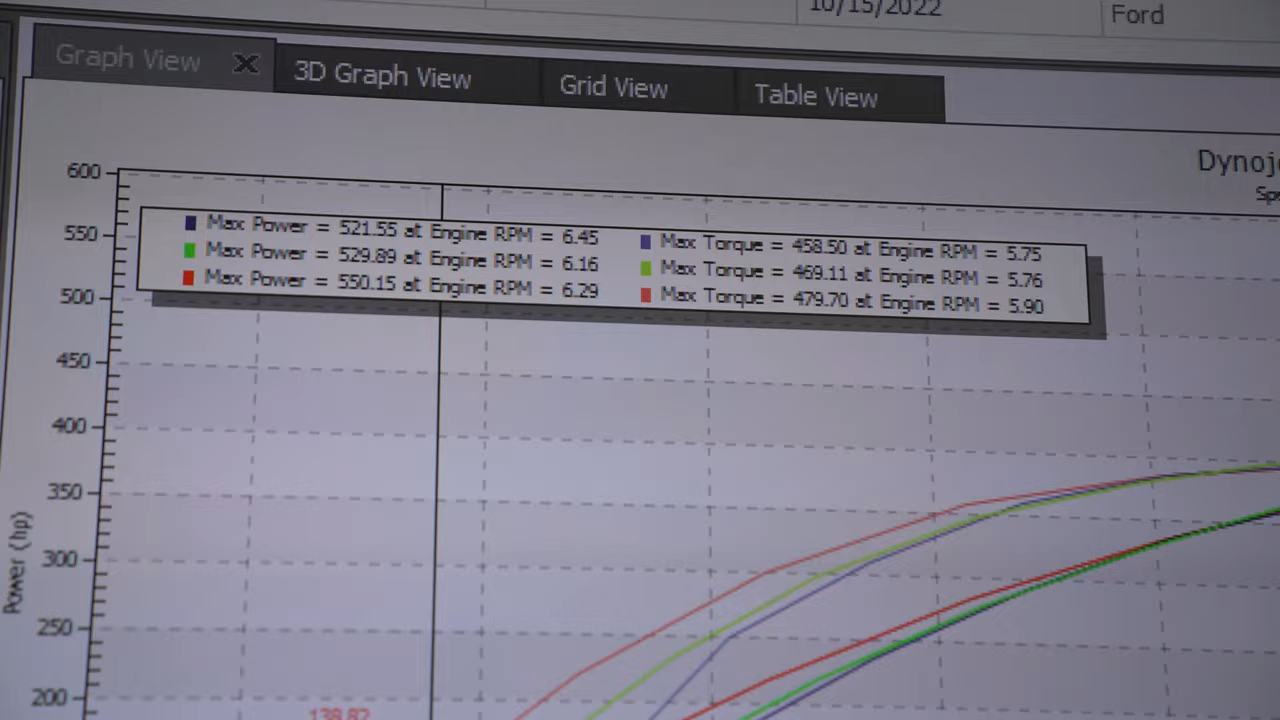 10/15/2022
Ford
Graph View
3D Graph View
Grid View
Table View
600
550
500
450
400
350
300
250
200
Power (hp)
Max Power = 521.55 at Engine RPM = 6.45
Max Power = 529.89 at Engine RPM = 6.16
Max Power = 550.15 at Engine RPM = 6.29
Max Torque = 458.50 at Engine RPM = 5.75
Max Torque = 469.11 at Engine RPM = 5.76
Max Torque = 479.70 at Engine RPM = 5.90
138.82